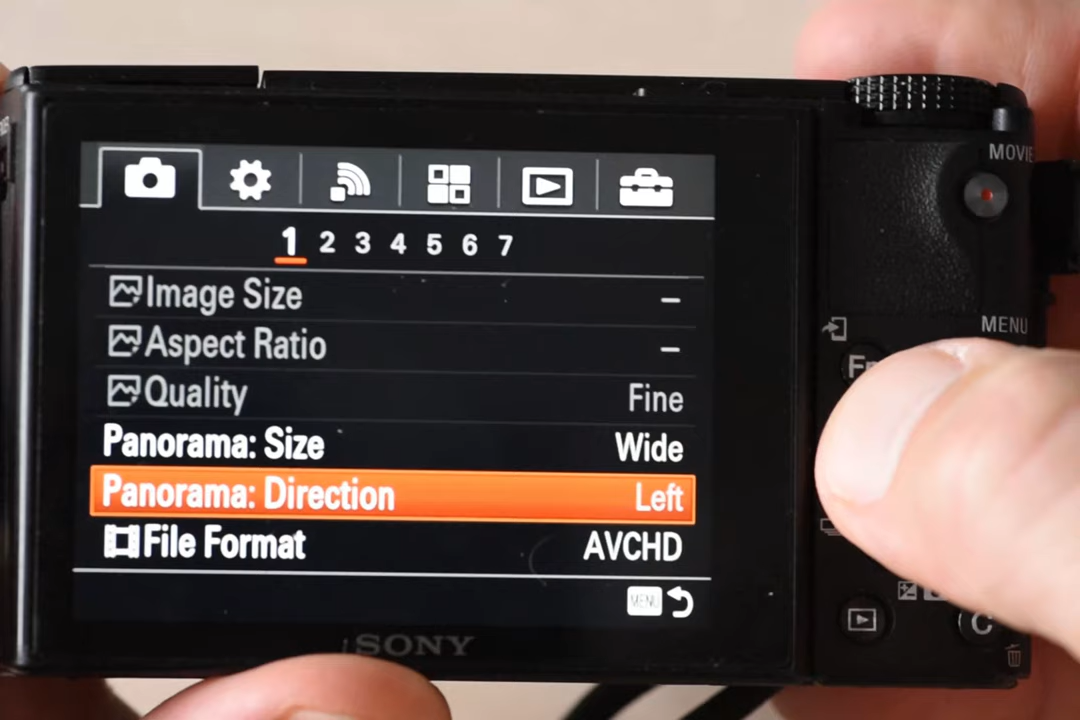 MOVIE
1 2 3 4 5 6 7
Image Size –
Aspect Ratio –
MENU
Quality Fine
Panorama: Size Wide
Panorama: Direction Left
File Format AVCHD
MENU
C
SONY